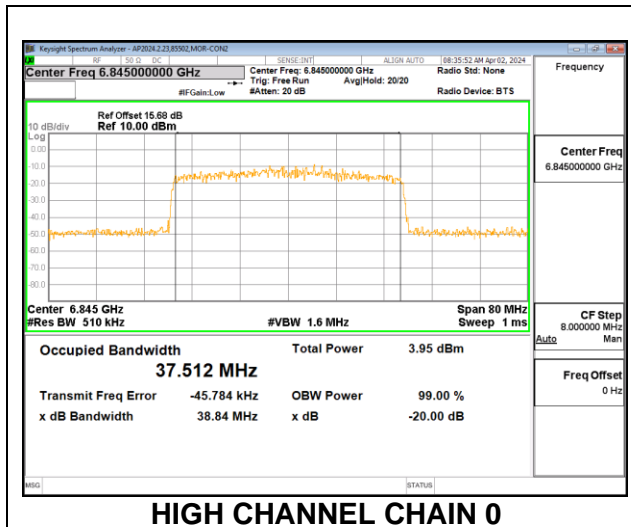 Keysight Spectrum Analyzer - AP2024.2.23,85502,MOR-CON2
RF 50 Ω DC SENSE:INT ALIGN AUTO 08:35:52 AM Apr 02, 2024
Center Freq 6.845000000 GHz
Center Freq: 6.845000000 GHz
Radio Std: None
Trig: Free Run Avg|Hold: 20/20
#IFGain:Low #Atten: 20 dB Radio Device: BTS
Frequency
Ref Offset 15.68 dB
10 dB/div Ref 10.00 dBm
Log
0.00
-10.0
-20.0
-30.0
-40.0
-50.0
-60.0
-70.0
-80.0
Center Freq
6.845000000 GHz
Center 6.845 GHz Span 80 MHz
#Res BW 510 kHz #VBW 1.6 MHz Sweep 1 ms
CF Step
8.000000 MHz
Auto Man
Occupied Bandwidth Total Power 3.95 dBm
37.512 MHz
Freq Offset
0 Hz
Transmit Freq Error -45.784 kHz OBW Power 99.00 %
x dB Bandwidth 38.84 MHz x dB -20.00 dB
MSG STATUS
HIGH CHANNEL CHAIN 0